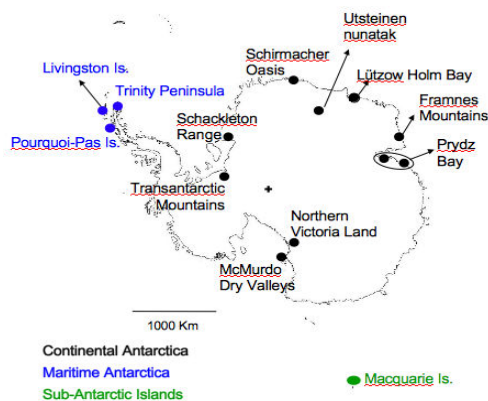 Utsteinen
nunatak
Schirmacher
Oasis
Livingston Is.
Lützow Holm Bay
Trinity Peninsula
Framnes
Mountains
Schackleton
Range
Pourquoi-Pas Is.
Prydz
Bay
Transantarctic
Mountains
Northern
Victoria Land
McMurdo
Dry Valleys
1000 Km
Continental Antarctica
Maritime Antarctica
Sub-Antarctic Islands
Macquarie Is.